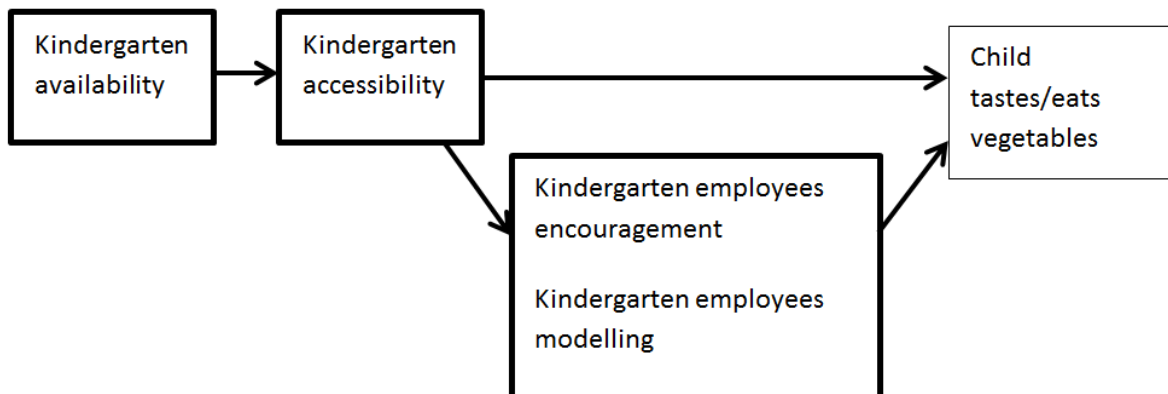 Kindergarten
availability
Kindergarten
accessibility
Child
tastes/eats
vegetables
Kindergarten employees
encouragement
Kindergarten employees
modelling